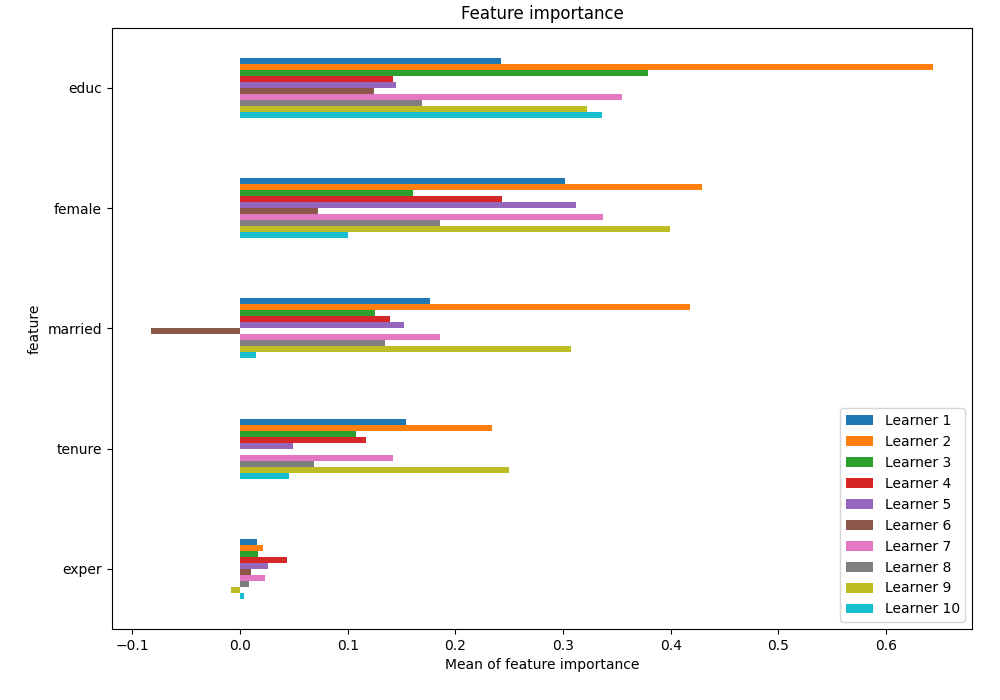 Feature importance
educ
female
married
tenure
exper
feature
Learner 1
Learner 2
Learner 3
Learner 4
Learner 5
Learner 6
Learner 7
Learner 8
Learner 9
Learner 10
−0.1 0.0 0.1 0.2 0.3 0.4 0.5 0.6
Mean of feature importance